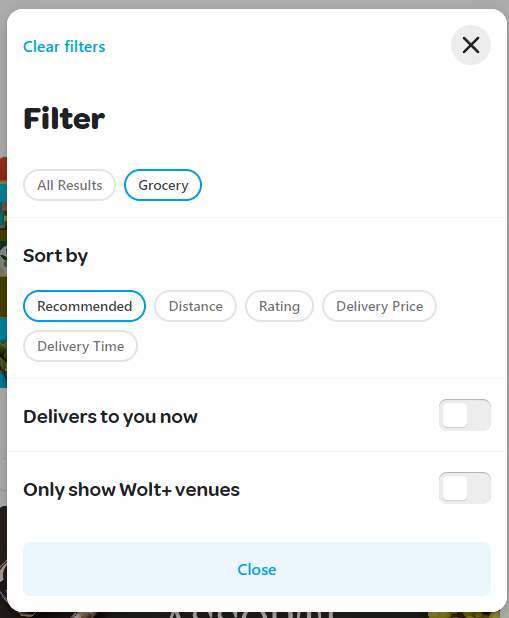 Clear filters
Filter
All Results Grocery
Sort by
Recommended Distance Rating Delivery Price
Delivery Time
Delivers to you now
Only show Wolt+ venues
Close